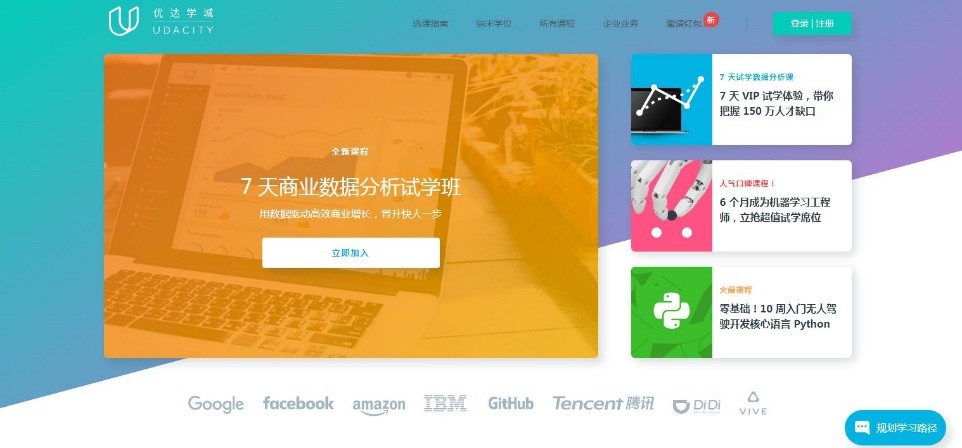 优达学城
UDACITY
选课指南 纳米学位 所有课程 企业业务 邀请红包 新 登录 | 注册
全新课程
7 天商业数据分析试学班
用数据驱动高效商业增长，晋升快人一步
立即加入
7 天试学数据分析课
7 天 VIP 试学体验，带你
把握 150 万人才缺口
人气口碑课程！
6 个月成为机器学习工程
师，立抢超值试学席位
火爆课程
零基础！10 周入门无人驾
驶开发核心语言 Python
Google facebook amazon IBM GitHub Tencent 腾讯 DiDi VIVE
规划学习路径